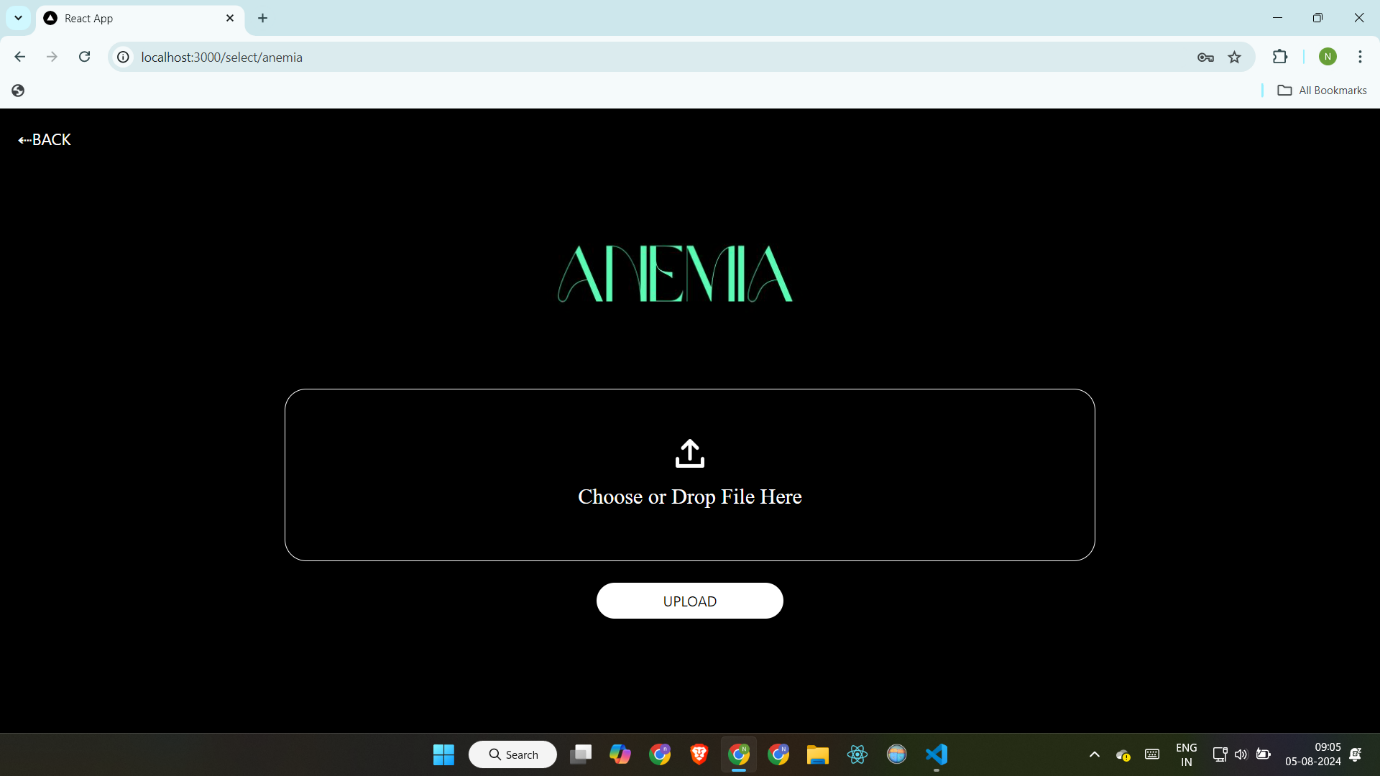 React App
localhost:3000/select/anemia
N
All Bookmarks
⇠BACK
ANEMIA
Choose or Drop File Here
UPLOAD
Search
ENG
IN
09:05
05-08-2024